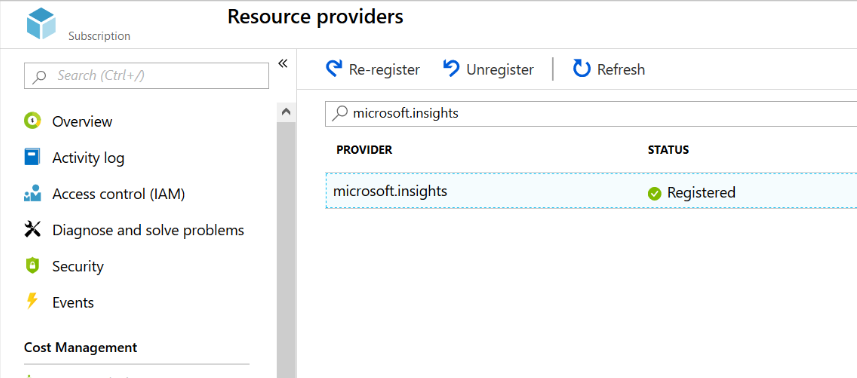 Resource providers
Subscription
Search (Ctrl+/)
«
Overview
Activity log
Access control (IAM)
Diagnose and solve problems
Security
Events
Cost Management
Re-register
Unregister
Refresh
microsoft.insights
PROVIDER STATUS
microsoft.insights Registered